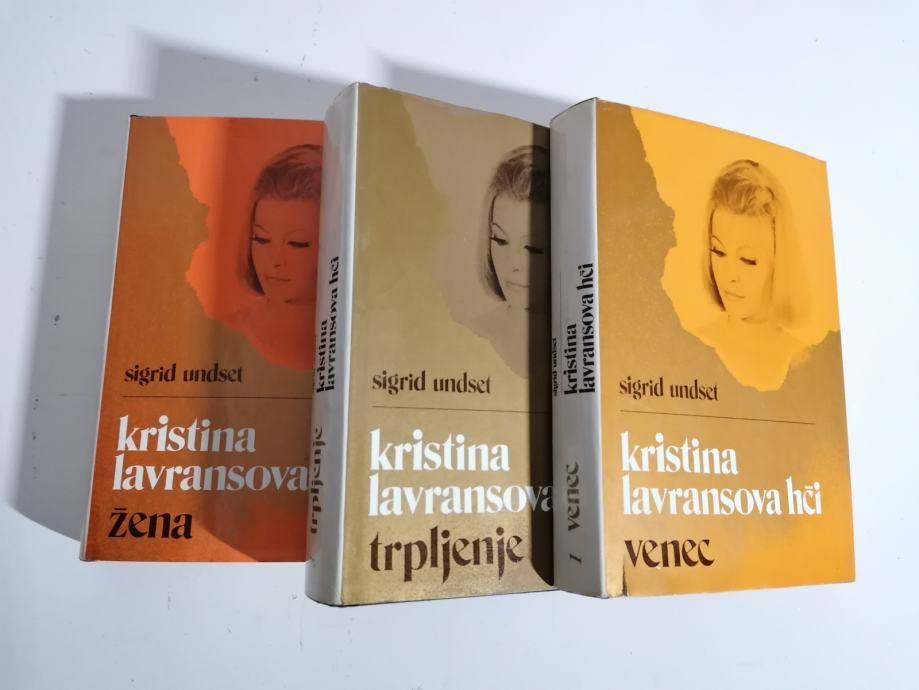 sigrid undset
kristina
lavransova
žena
trpljenje
kristina
lavransova hči
sigrid undset
kristina
lavransova
trpljenje
I venec
sigrid undset
kristina
lavransova hči
sigrid undset
kristina
lavransova hči
venec